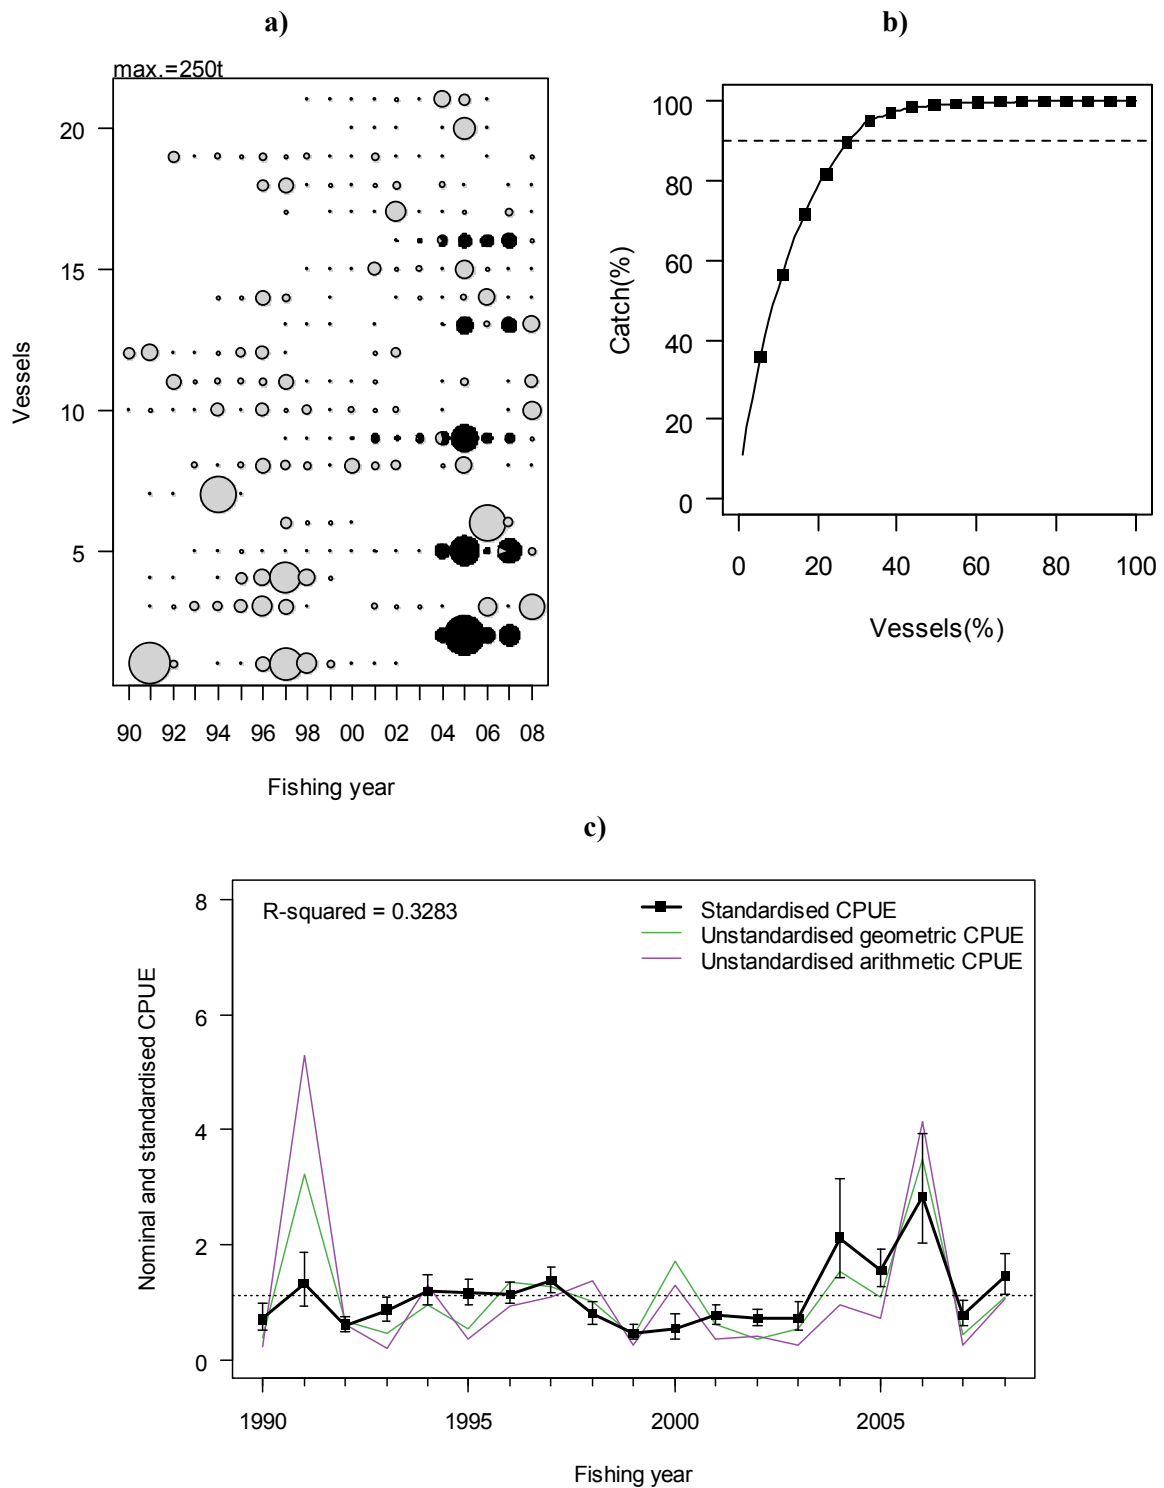 a)
b)
max.=250t
20
15
10
5
Vessels
90 92 94 96 98 00 02 04 06 08
Fishing year
100
80
60
40
20
0
Catch(%)
0 20 40 60 80 100
Vessels(%)
c)
R-squared = 0.3283
Standardised CPUE
Unstandardised geometric CPUE
Unstandardised arithmetic CPUE
8
6
4
2
0
Nominal and standardised CPUE
1990 1995 2000 2005
Fishing year